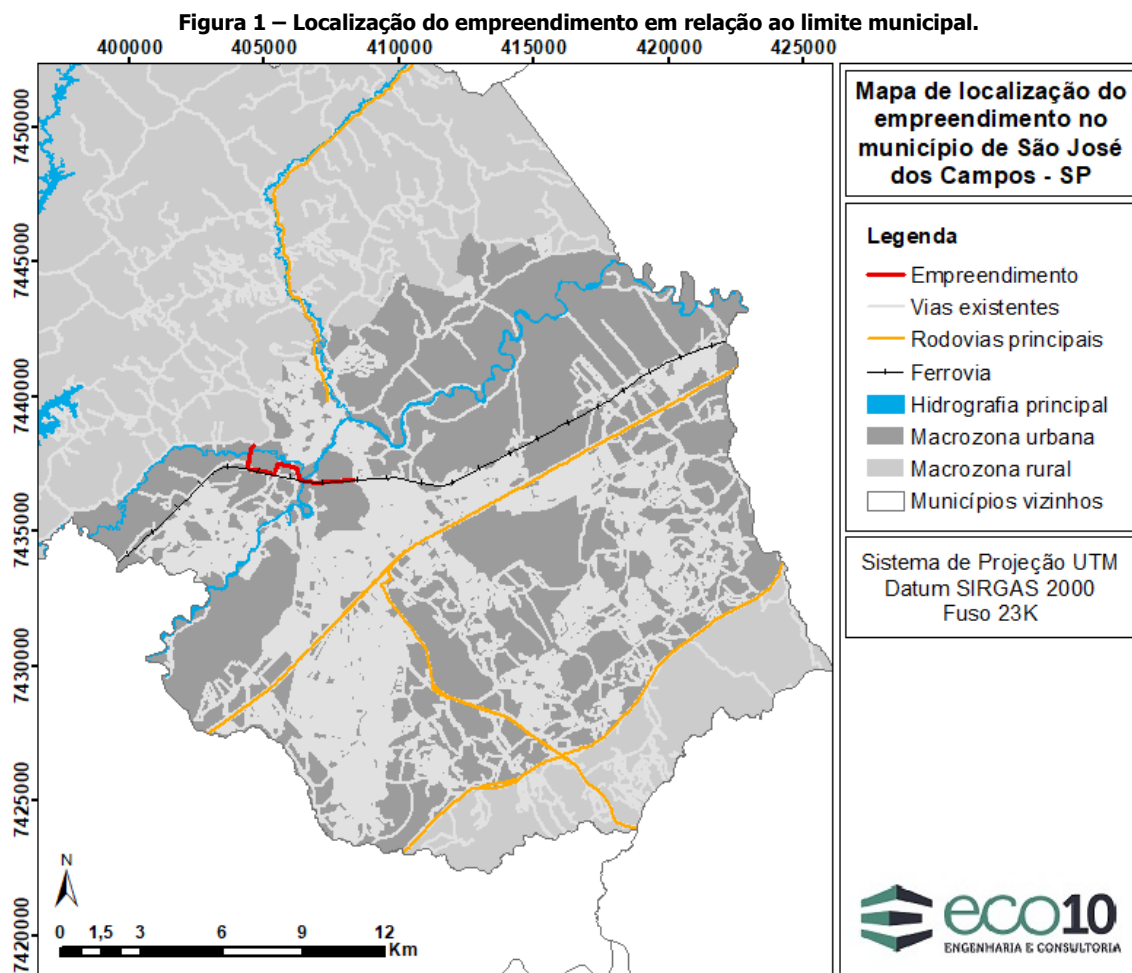 Figura 1 – Localização do empreendimento em relação ao limite municipal.
400000 405000 410000 415000 420000 425000
7450000
7445000
7440000
7435000
7430000
7425000
7420000
N
0 1,5 3 6 9 12
Km
Mapa de localização do
empreendimento no
município de São José
dos Campos - SP
Legenda
Empreendimento
Vias existentes
Rodovias principais
Ferrovia
Hidrografia principal
Macrozona urbana
Macrozona rural
Municípios vizinhos
Sistema de Projeção UTM
Datum SIRGAS 2000
Fuso 23K
eco10
ENGENHARIA E CONSULTORIA